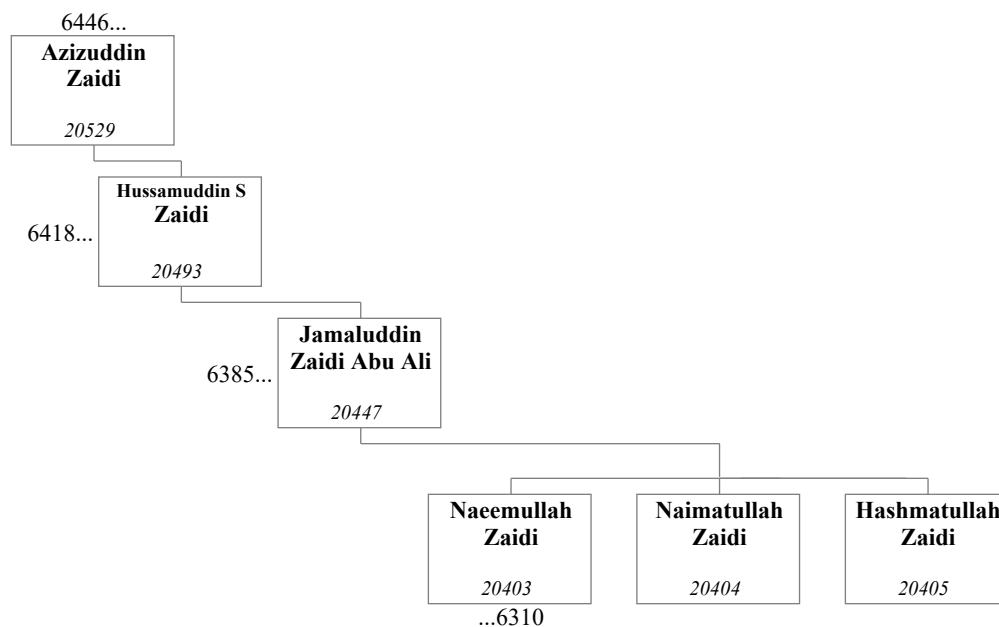 6446...
Azizuddin
Zaidi
20529
Hussamuddin S
Zaidi
6418...
20493
Jamaluddin
Zaidi Abu Ali
6385...
20447
Naeemullah
Zaidi
20403
...6310
Naimatullah
Zaidi
20404
Hashmatullah
Zaidi
20405